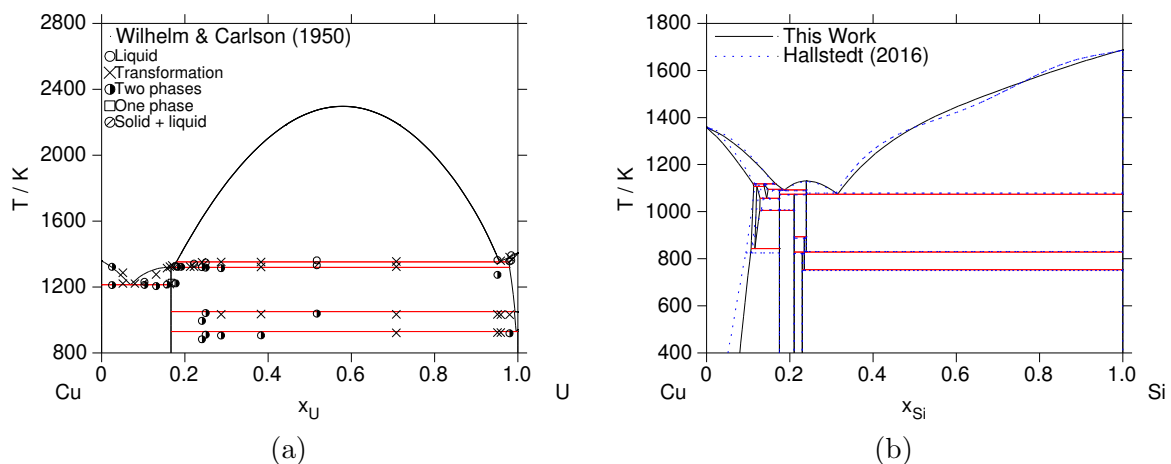 2800
2400
2000
1600
1200
800
T / K
Wilhelm & Carlson (1950)
Liquid
Transformation
Two phases
One phase
Solid + liquid
0 0.2 0.4 0.6 0.8 1.0
Cu U
x_U
(a)
1800
1600
1400
1200
1000
800
600
400
T / K
This Work
Hallstedt (2016)
0 0.2 0.4 0.6 0.8 1.0
Cu Si
x_Si
(b)